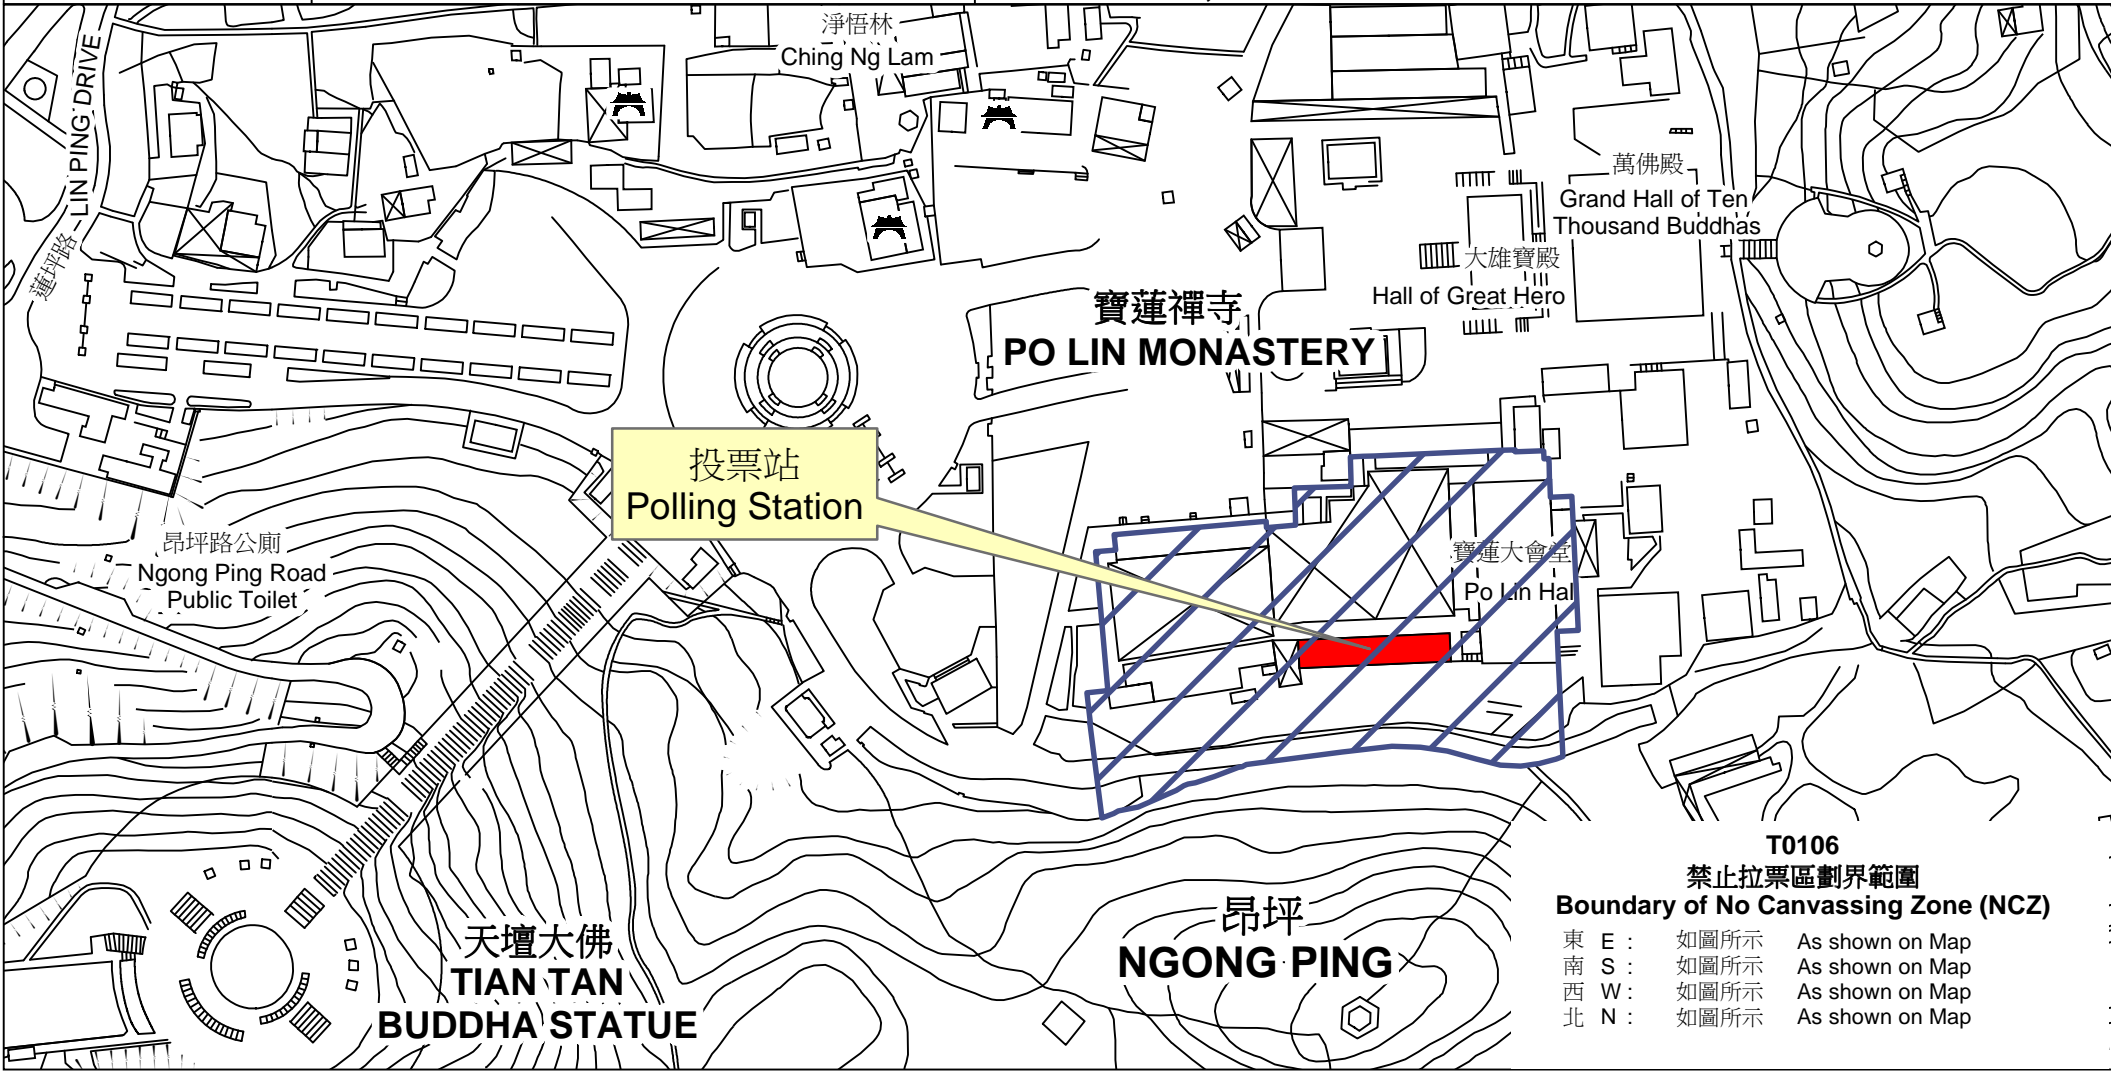 淨悟林
Ching Ng Lam
蓮坪路 LIN PING DRIVE
萬佛殿
Grand Hall of Ten
Thousand Buddhas
大雄寶殿
Hall of Great Hero
寶蓮禪寺
PO LIN MONASTERY
投票站
Polling Station
昂坪路公廁
Ngong Ping Road
Public Toilet
寶蓮大會堂
Po Lin Hal
天壇大佛
TIAN TAN
BUDDHA STATUE
昂坪
NGONG PING
T0106
禁止拉票區劃界範圍
Boundary of No Canvassing Zone (NCZ)
東 E : 如圖所示 As shown on Map
南 S : 如圖所示 As shown on Map
西 W : 如圖所示 As shown on Map
北 N : 如圖所示 As shown on Map